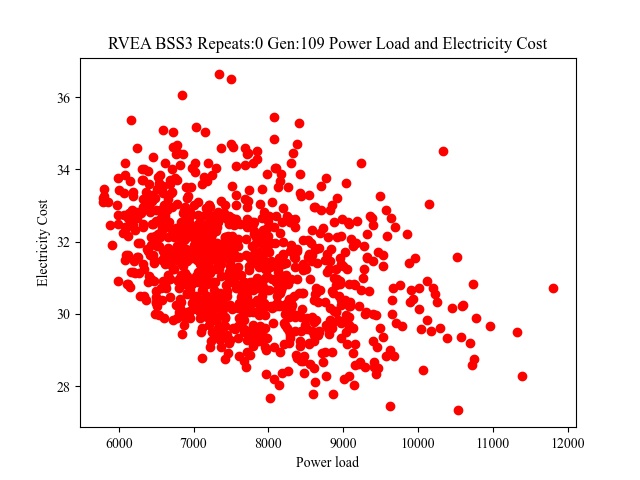 RVEA BSS3 Repeats:0 Gen:109 Power Load and Electricity Cost
36
34
32
30
28
Electricity Cost
6000 7000 8000 9000 10000 11000 12000
Power load